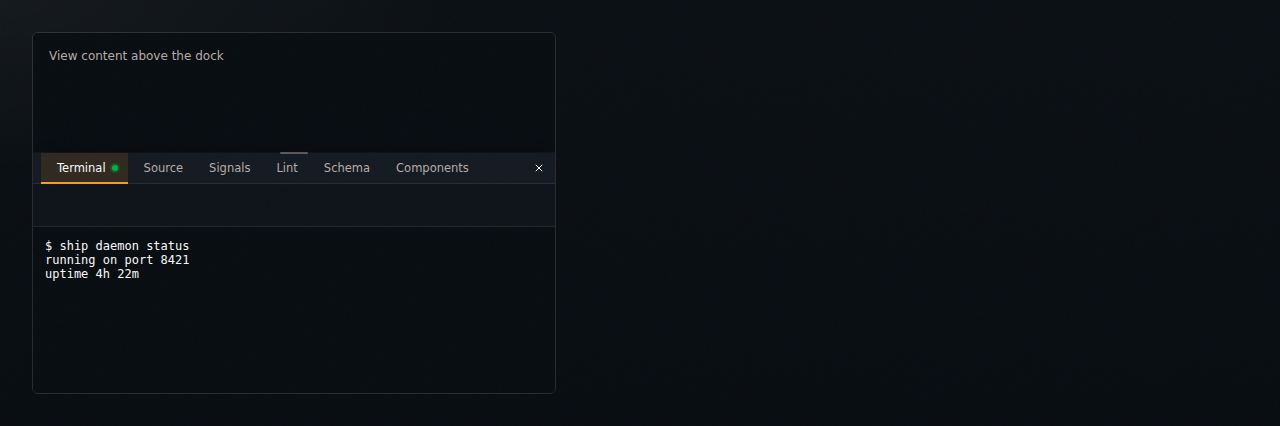 View content above the dock
Terminal Source Signals Lint Schema Components ×
$ ship daemon status
running on port 8421
uptime 4h 22m